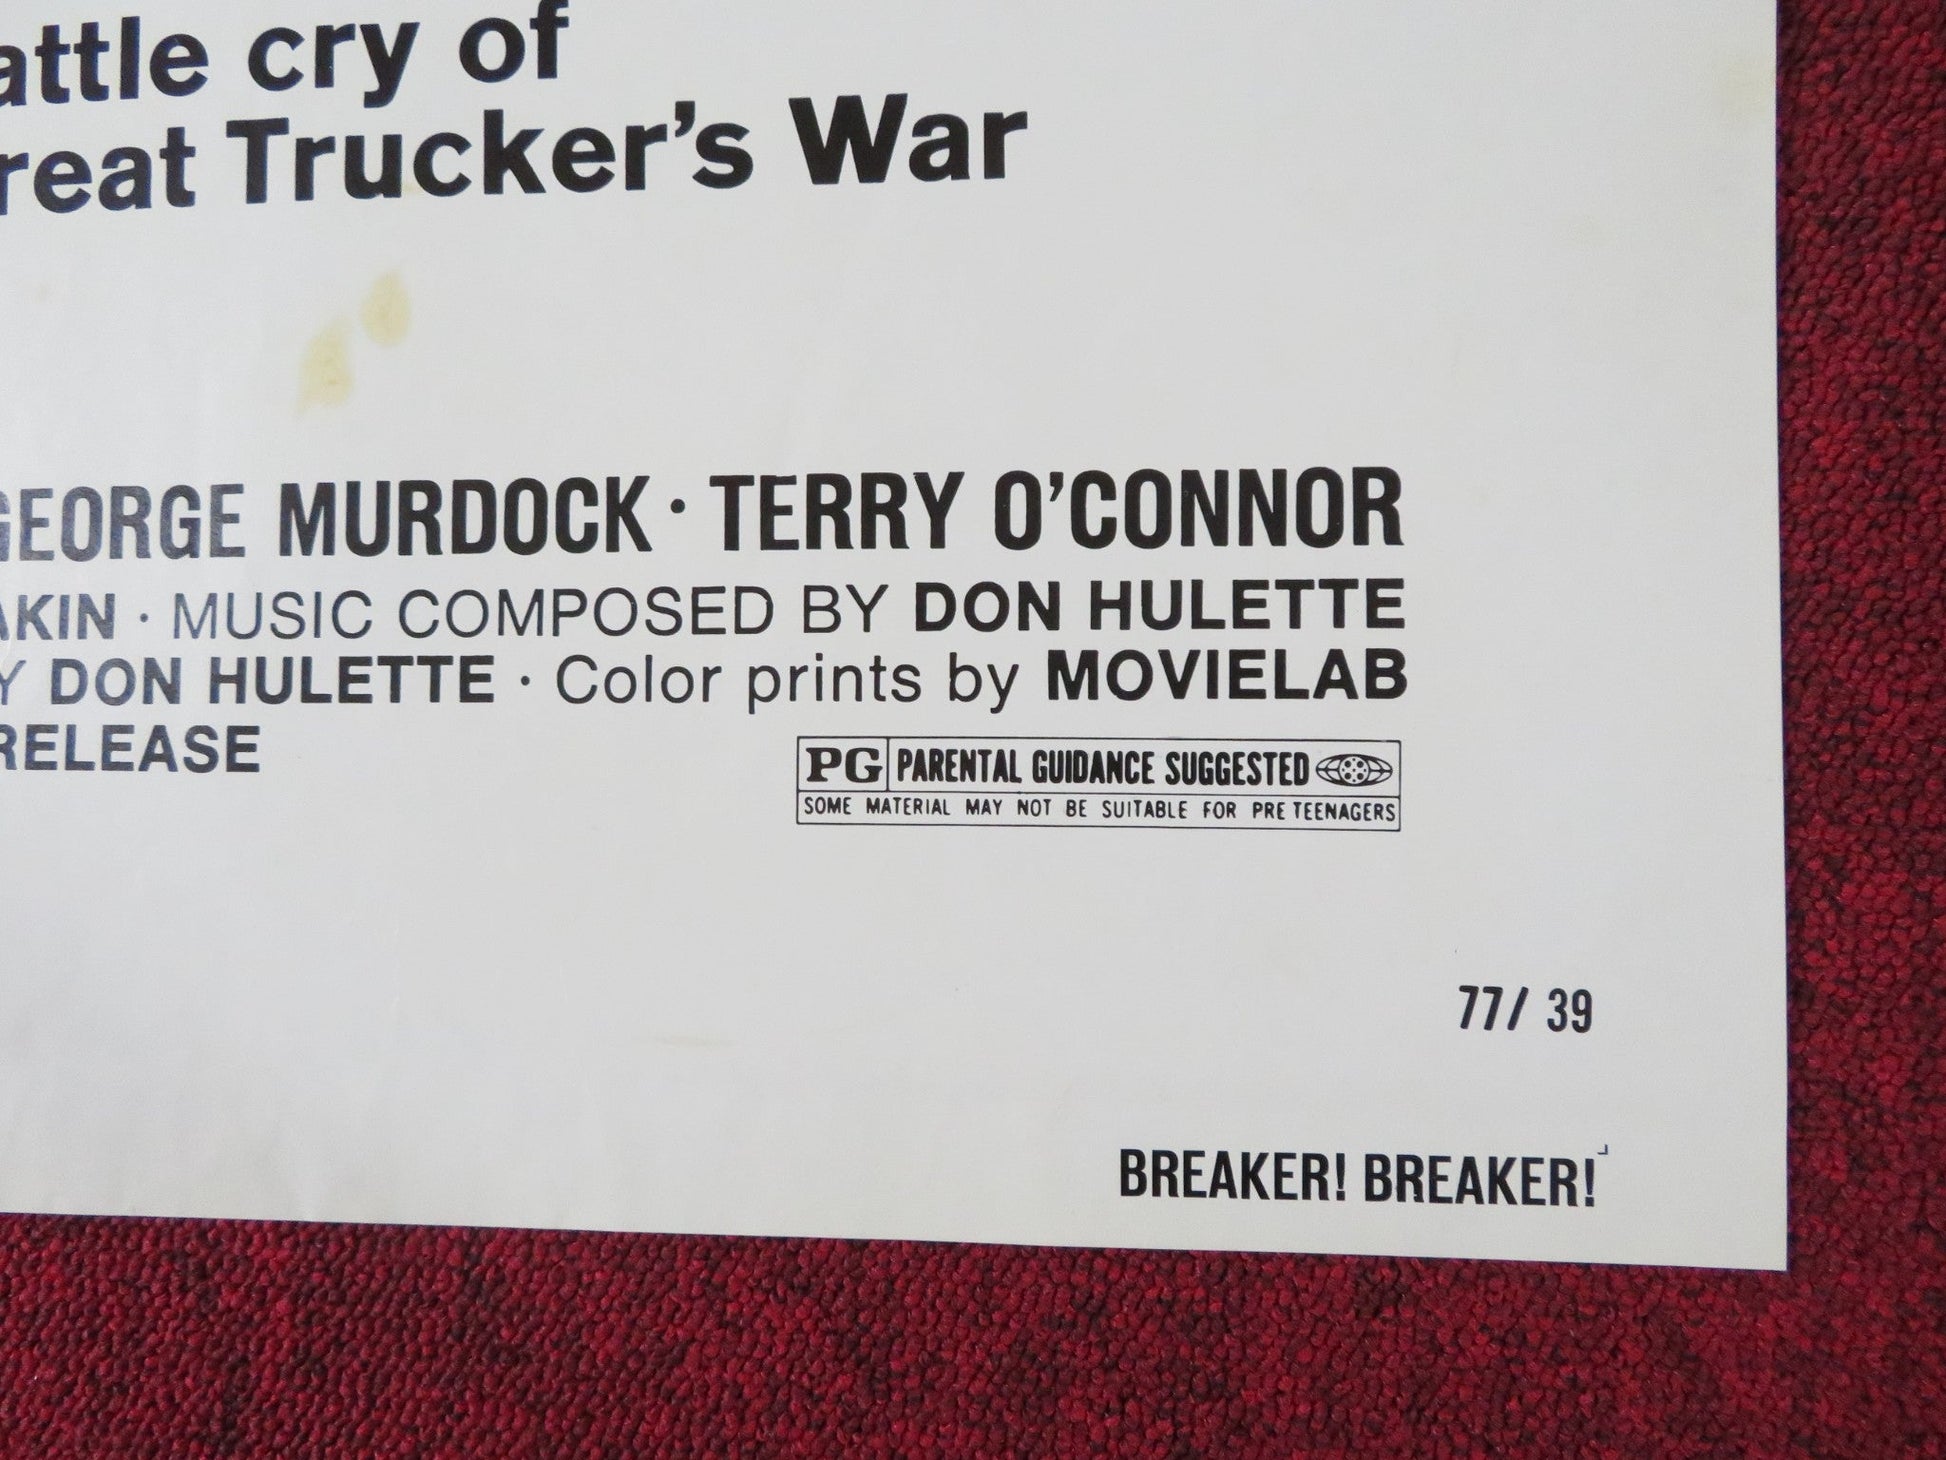 attle cry of
reat Trucker's War
GEORGE MURDOCK · TERRY O'CONNOR
AKIN · MUSIC COMPOSED BY DON HULETTE
Y DON HULETTE · Color prints by MOVIELAB
RELEASE
PG PARENTAL GUIDANCE SUGGESTED
SOME MATERIAL MAY NOT BE SUITABLE FOR PRE TEENAGERS
77/ 39
BREAKER! BREAKER!